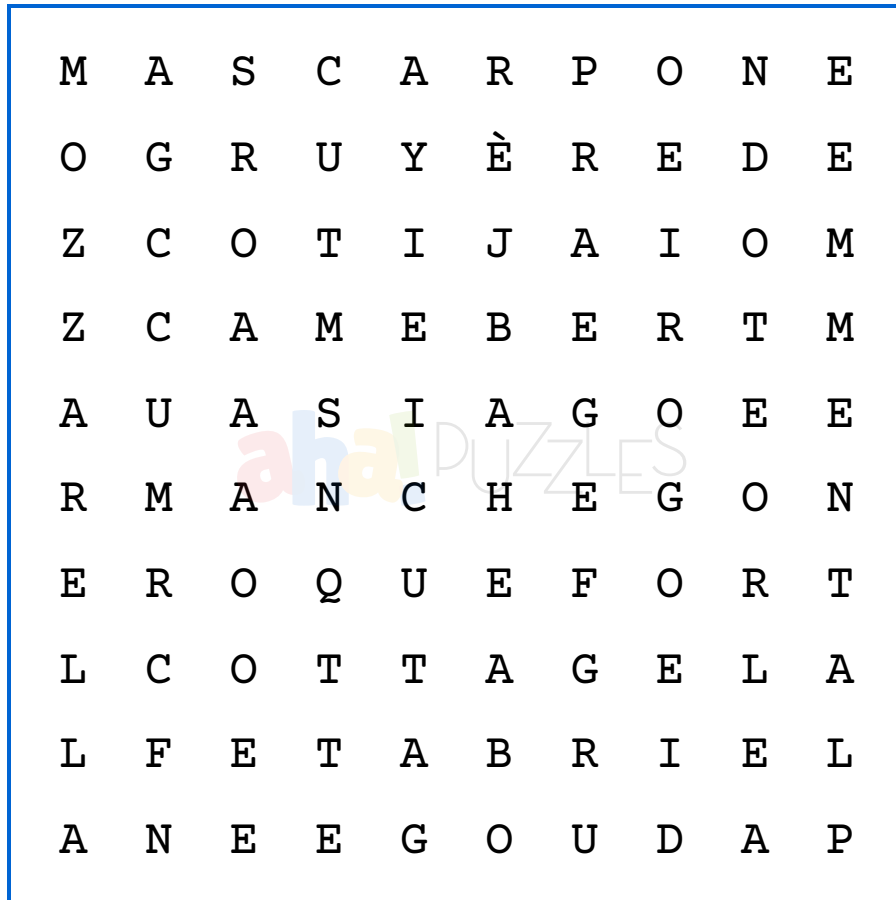 M A S C A R P O N E
O G R U Y È R E D E
Z C O T I J A I O M
Z C A M E B E R T M
A U A S I A G O E E
R M A N C H E G O N
E R O Q U E F O R T
L C O T T A G E L A
L F E T A B R I E L
A N E E G O U D A P
aha! PUZZLES